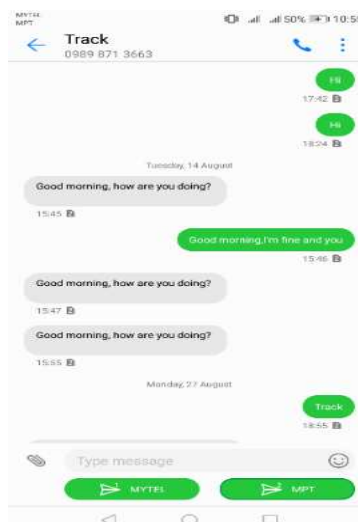 MYTEL
MPT
50% 10:55
Track
0989 871 3663
Hi
17:42
Hi
18:24
Tuesday, 14 August
Good morning, how are you doing?
15:45
Good morning,I'm fine and you
15:46
Good morning, how are you doing?
15:47
Good morning, how are you doing?
15:55
Monday, 27 August
Track
18:55
Type message
MYTEL
MPT